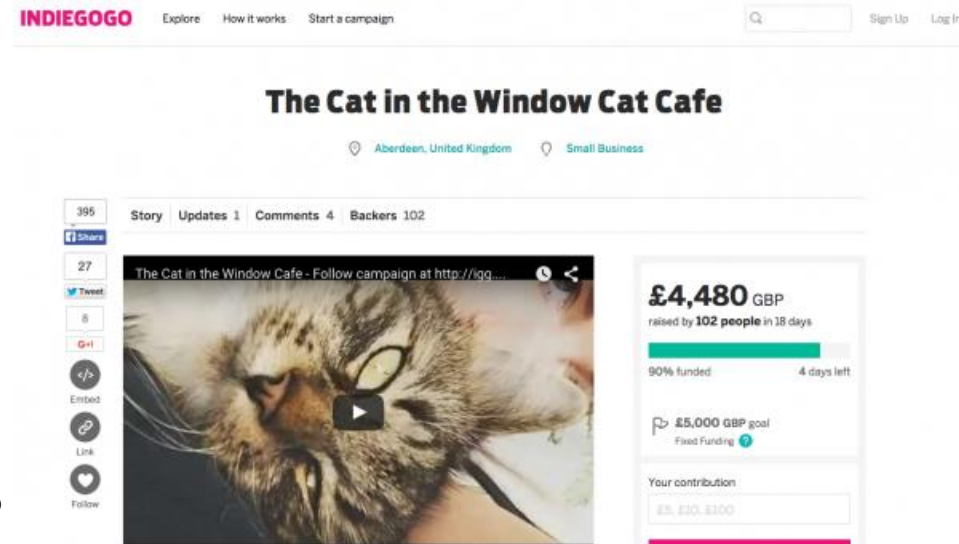 INDIEGOGO Explore How it works Start a campaign Sign Up Log In
The Cat in the Window Cat Cafe
Aberdeen, United Kingdom Small Business
395
Share
27
Tweet
8
G+1
Embed
Link
Follow
Story Updates 1 Comments 4 Backers 102
The Cat in the Window Cafe - Follow campaign at http://igg....
£4,480 GBP
raised by 102 people in 18 days
90% funded 4 days left
£5,000 GBP goal
Fixed Funding ?
Your contribution
£5, £10, £100